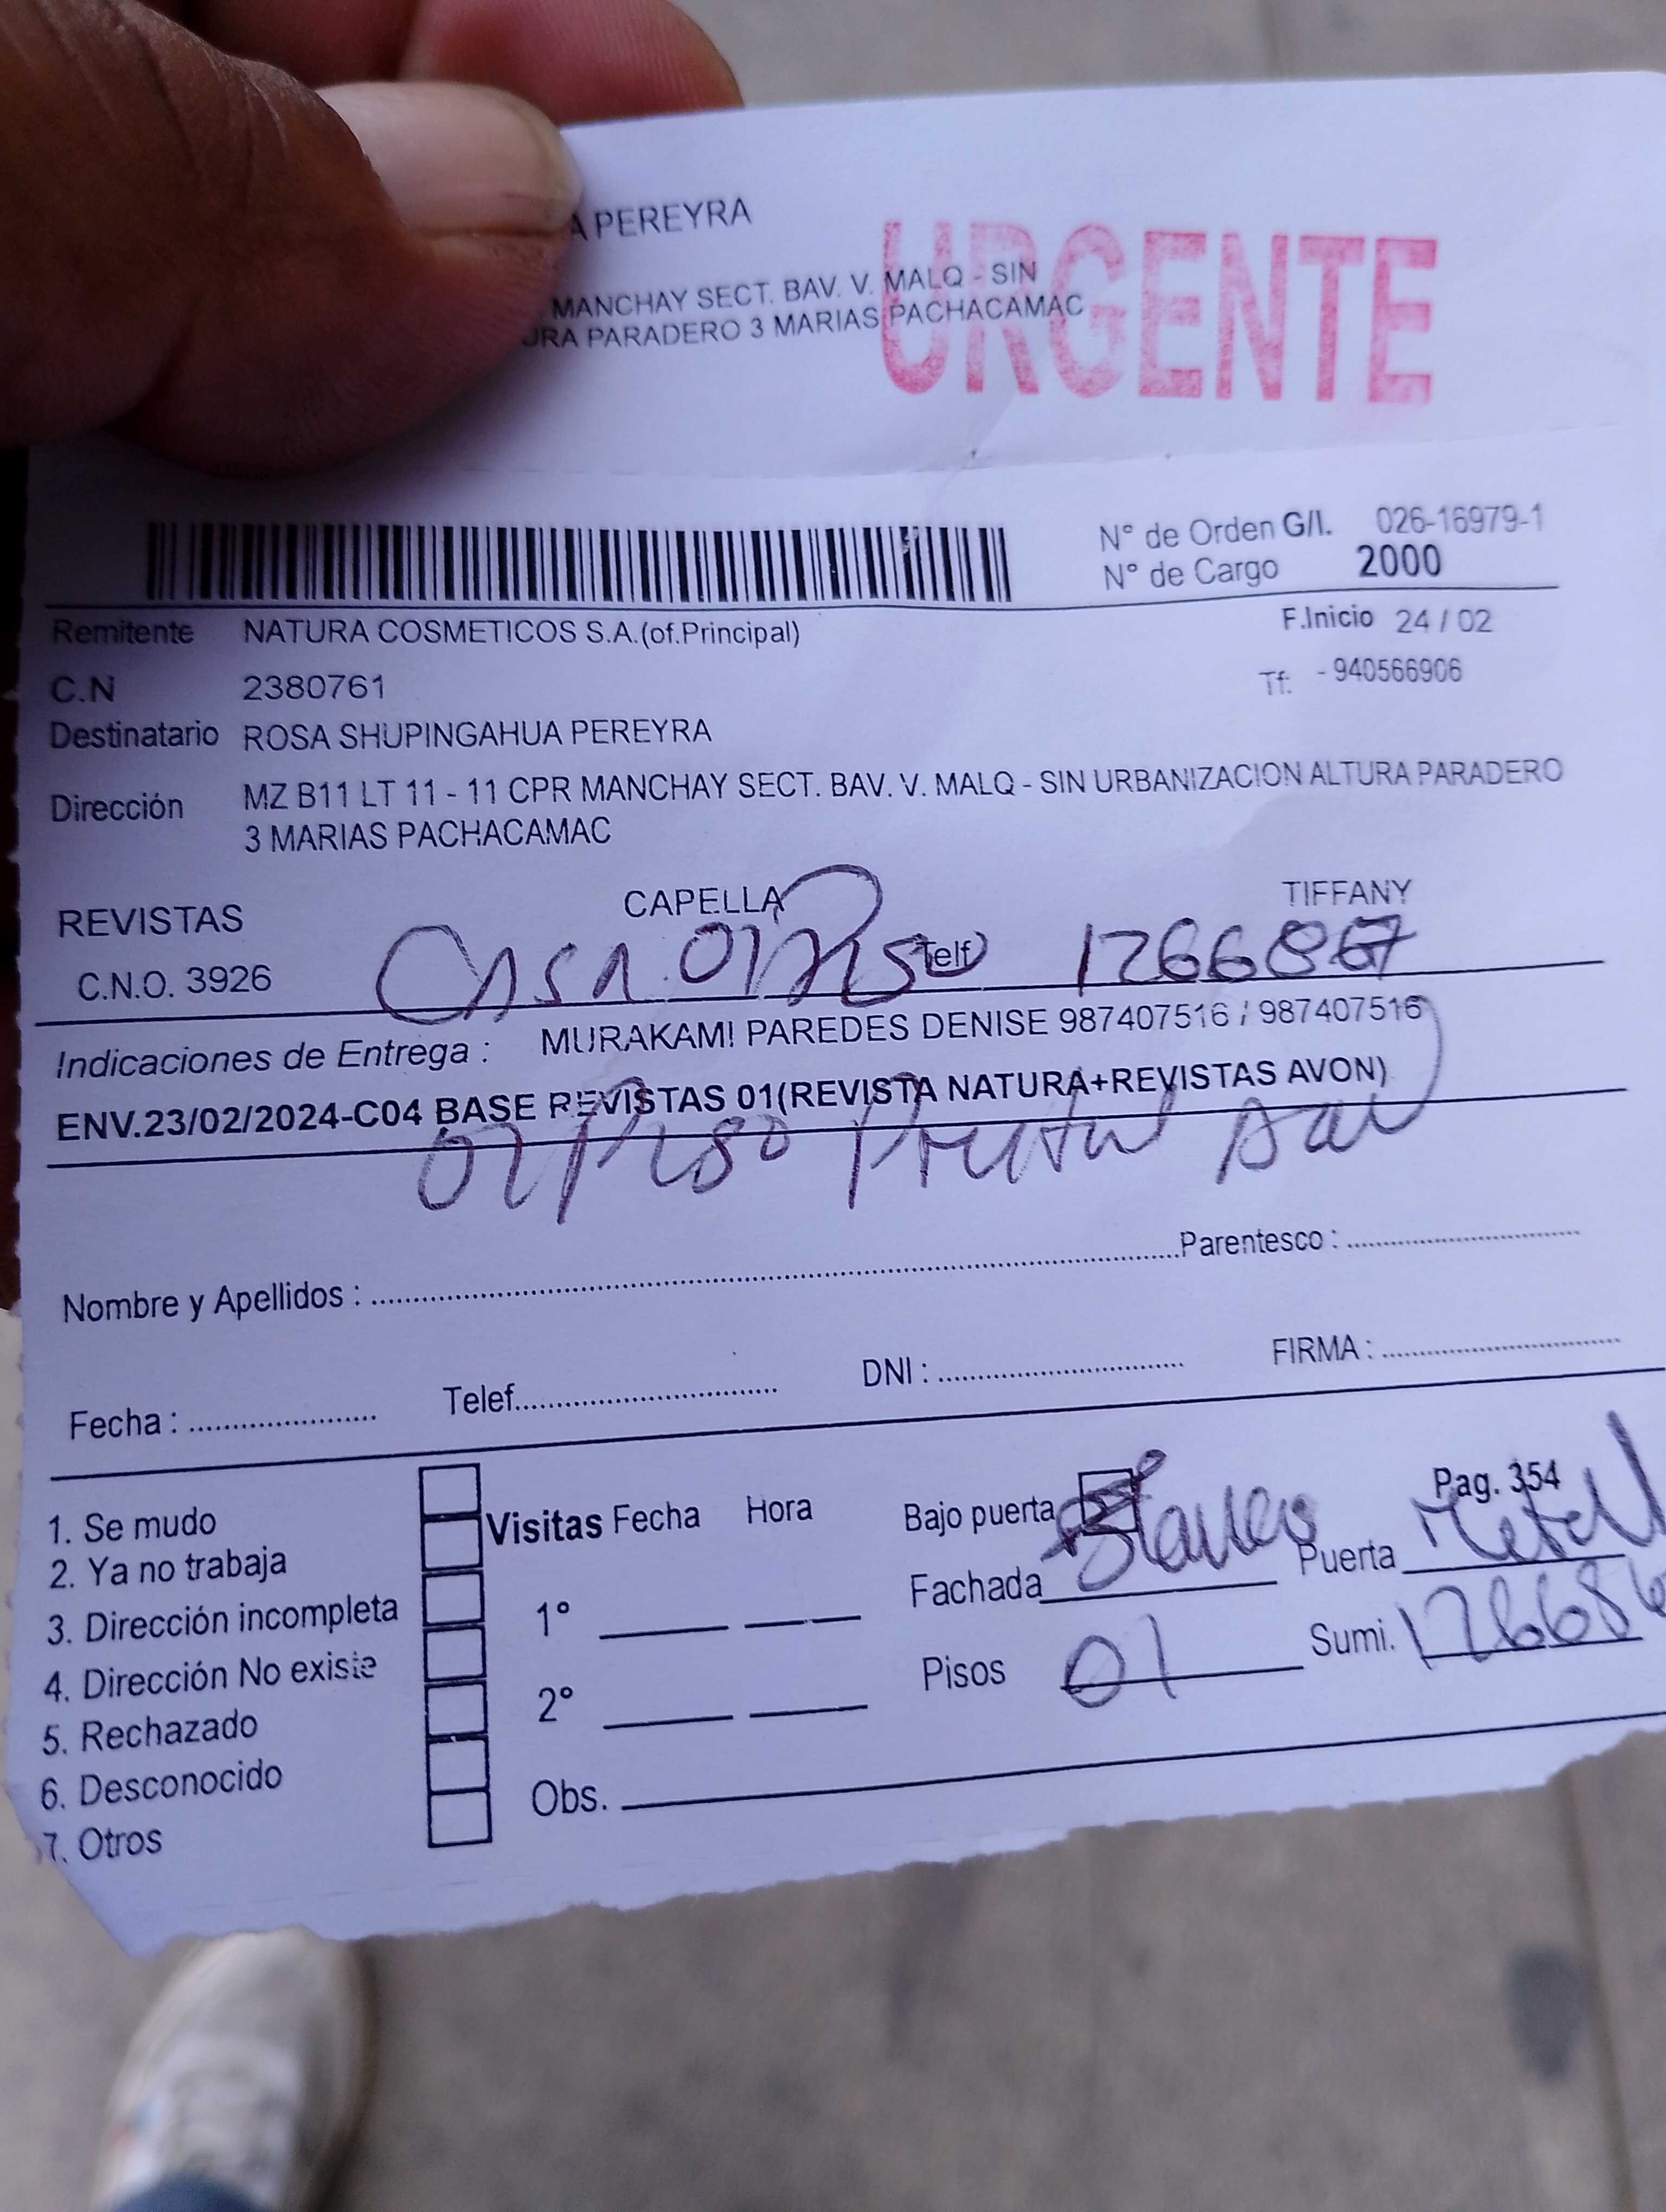 A PEREYRA
MANCHAY SECT. BAV. V. MALQ - SIN
URA PARADERO 3 MARIAS PACHACAMAC
URGENTE
N° de Orden G/I. 026-16979-1
N° de Cargo 2000
Remitente NATURA COSMETICOS S.A.(of.Principal) F.Inicio 24 / 02
C.N 2380761 Tf: - 940566906
Destinatario ROSA SHUPINGAHUA PEREYRA
Dirección MZ B11 LT 11 - 11 CPR MANCHAY SECT. BAV. V. MALQ - SIN URBANIZACION ALTURA PARADERO
3 MARIAS PACHACAMAC
REVISTAS CAPELLA TIFFANY
C.N.O. 3926 Casa 01 Piso Telf
Indicaciones de Entrega : MURAKAMI PAREDES DENISE 987407516 / 987407516
ENV.23/02/2024-C04 BASE REVISTAS 01(REVISTA NATURA+REVISTAS AVON)
Piso
Nombre y Apellidos : Parentesco :
Fecha : Telef. DNI : FIRMA :
1. Se mudo
2. Ya no trabaja
3. Dirección incompleta
4. Dirección No existe
5. Rechazado
6. Desconocido
7. Otros
Visitas Fecha Hora
1°
2°
Obs.
Bajo puerta Pag. 354
Fachada Blanco Puerta Metal
Pisos 01 Sumi.